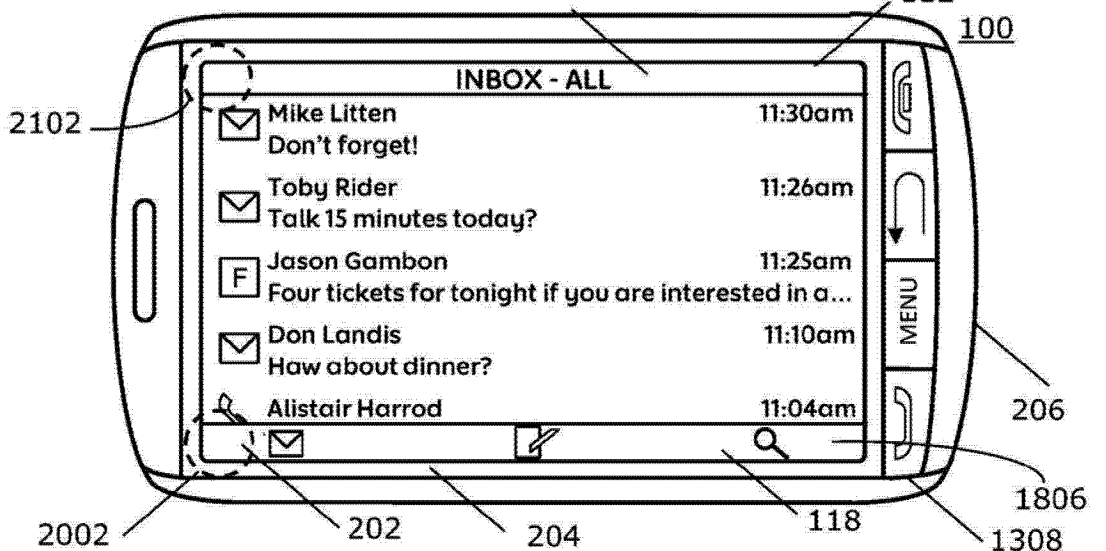 100
INBOX - ALL
2102
Mike Litten 11:30am
Don't forget!
Toby Rider 11:26am
Talk 15 minutes today?
F
Jason Gambon 11:25am
Four tickets for tonight if you are interested in a...
MENU
Don Landis 11:10am
Haw about dinner?
206
Alistair Harrod 11:04am
1806
2002
202
204
118
1308